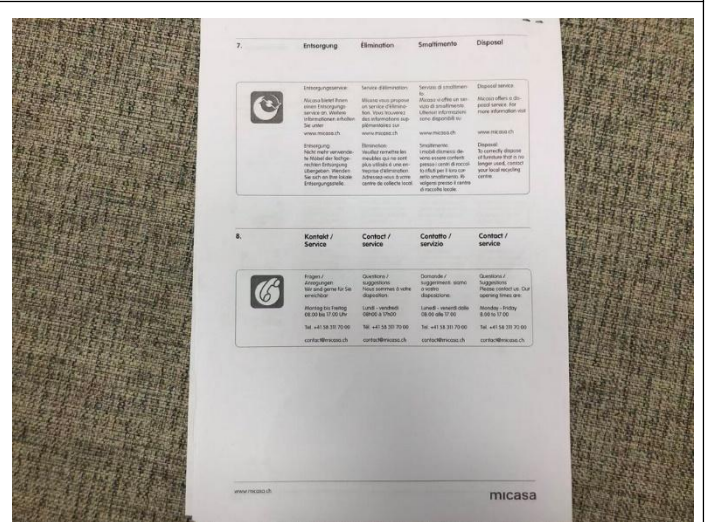 7.
Entsorgung
Élimination
Smaltimento
Disposal
Entsorgungsservice:
Micasa bietet Ihnen
einen Entsorgungs-
service an. Weitere
Informationen erhalten
Sie unter
www.micasa.ch
Entsorgung:
Nicht mehr verwende-
te Möbel der fachge-
rechten Entsorgung
übergeben. Wenden
Sie sich an Ihre lokale
Entsorgungsstelle.
Service d'élimination:
Micasa vous propose
un service d'élimina-
tion. Vous trouverez
des informations sup-
plémentaires sur
www.micasa.ch
Élimination:
Veuillez remettre les
meubles qui ne sont
plus utilisés à une en-
treprise d'élimination.
Adressez-vous à votre
centre de collecte local.
Servizio di smaltimen-
to:
Micasa vi offre un ser-
vizio di smaltimento.
Ulteriori informazioni
sono disponibili su
www.micasa.ch
Smaltimento:
I mobili dismessi de-
vono essere conferiti
presso i centri di raccol-
ta rifiuti per il loro cor-
retto smaltimento. Ri-
volgersi presso il centro
di raccolta locale.
Disposal service:
Micasa offers a dis-
posal service. For
more information visit
www.micasa.ch
Disposal:
To correctly dispose
of furniture that is no
longer used, contact
your local recycling
centre.
8.
Kontakt /
Service
Contact /
service
Contatto /
servizio
Contact /
service
Fragen /
Anregungen:
Wir sind gerne für Sie
erreichbar:
Montag bis Freitag
08.00 bis 17.00 Uhr
Tel. +41 58 311 70 00
contact@micasa.ch
Questions /
suggestions:
Nous sommes à votre
disposition:
Lundi - vendredi
08h00 à 17h00
Tél. +41 58 311 70 00
contact@micasa.ch
Domande /
suggerimenti: siamo
a vostra
disposizione:
Lunedì - venerdì dalle
08.00 alle 17.00
Tel. +41 58 311 70 00
contact@micasa.ch
Questions /
Suggestions:
Please contact us. Our
opening times are:
Monday - Friday
8.00 to 17.00
Tel. +41 58 311 70 00
contact@micasa.ch
www.micasa.ch
micasa